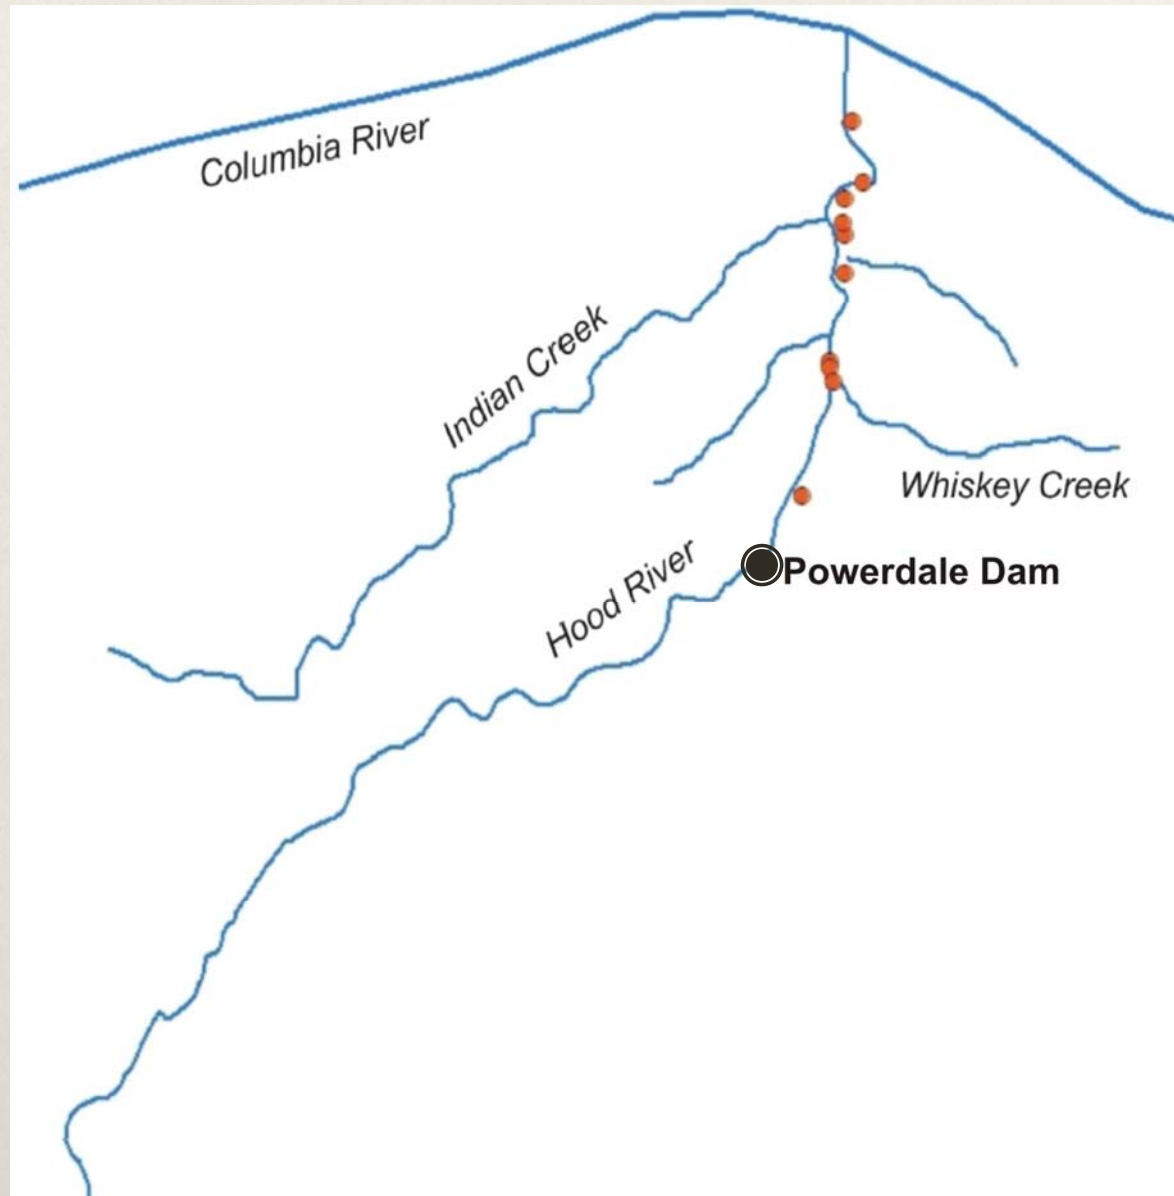 Columbia River
Indian Creek
Whiskey Creek
Hood River
Powerdale Dam